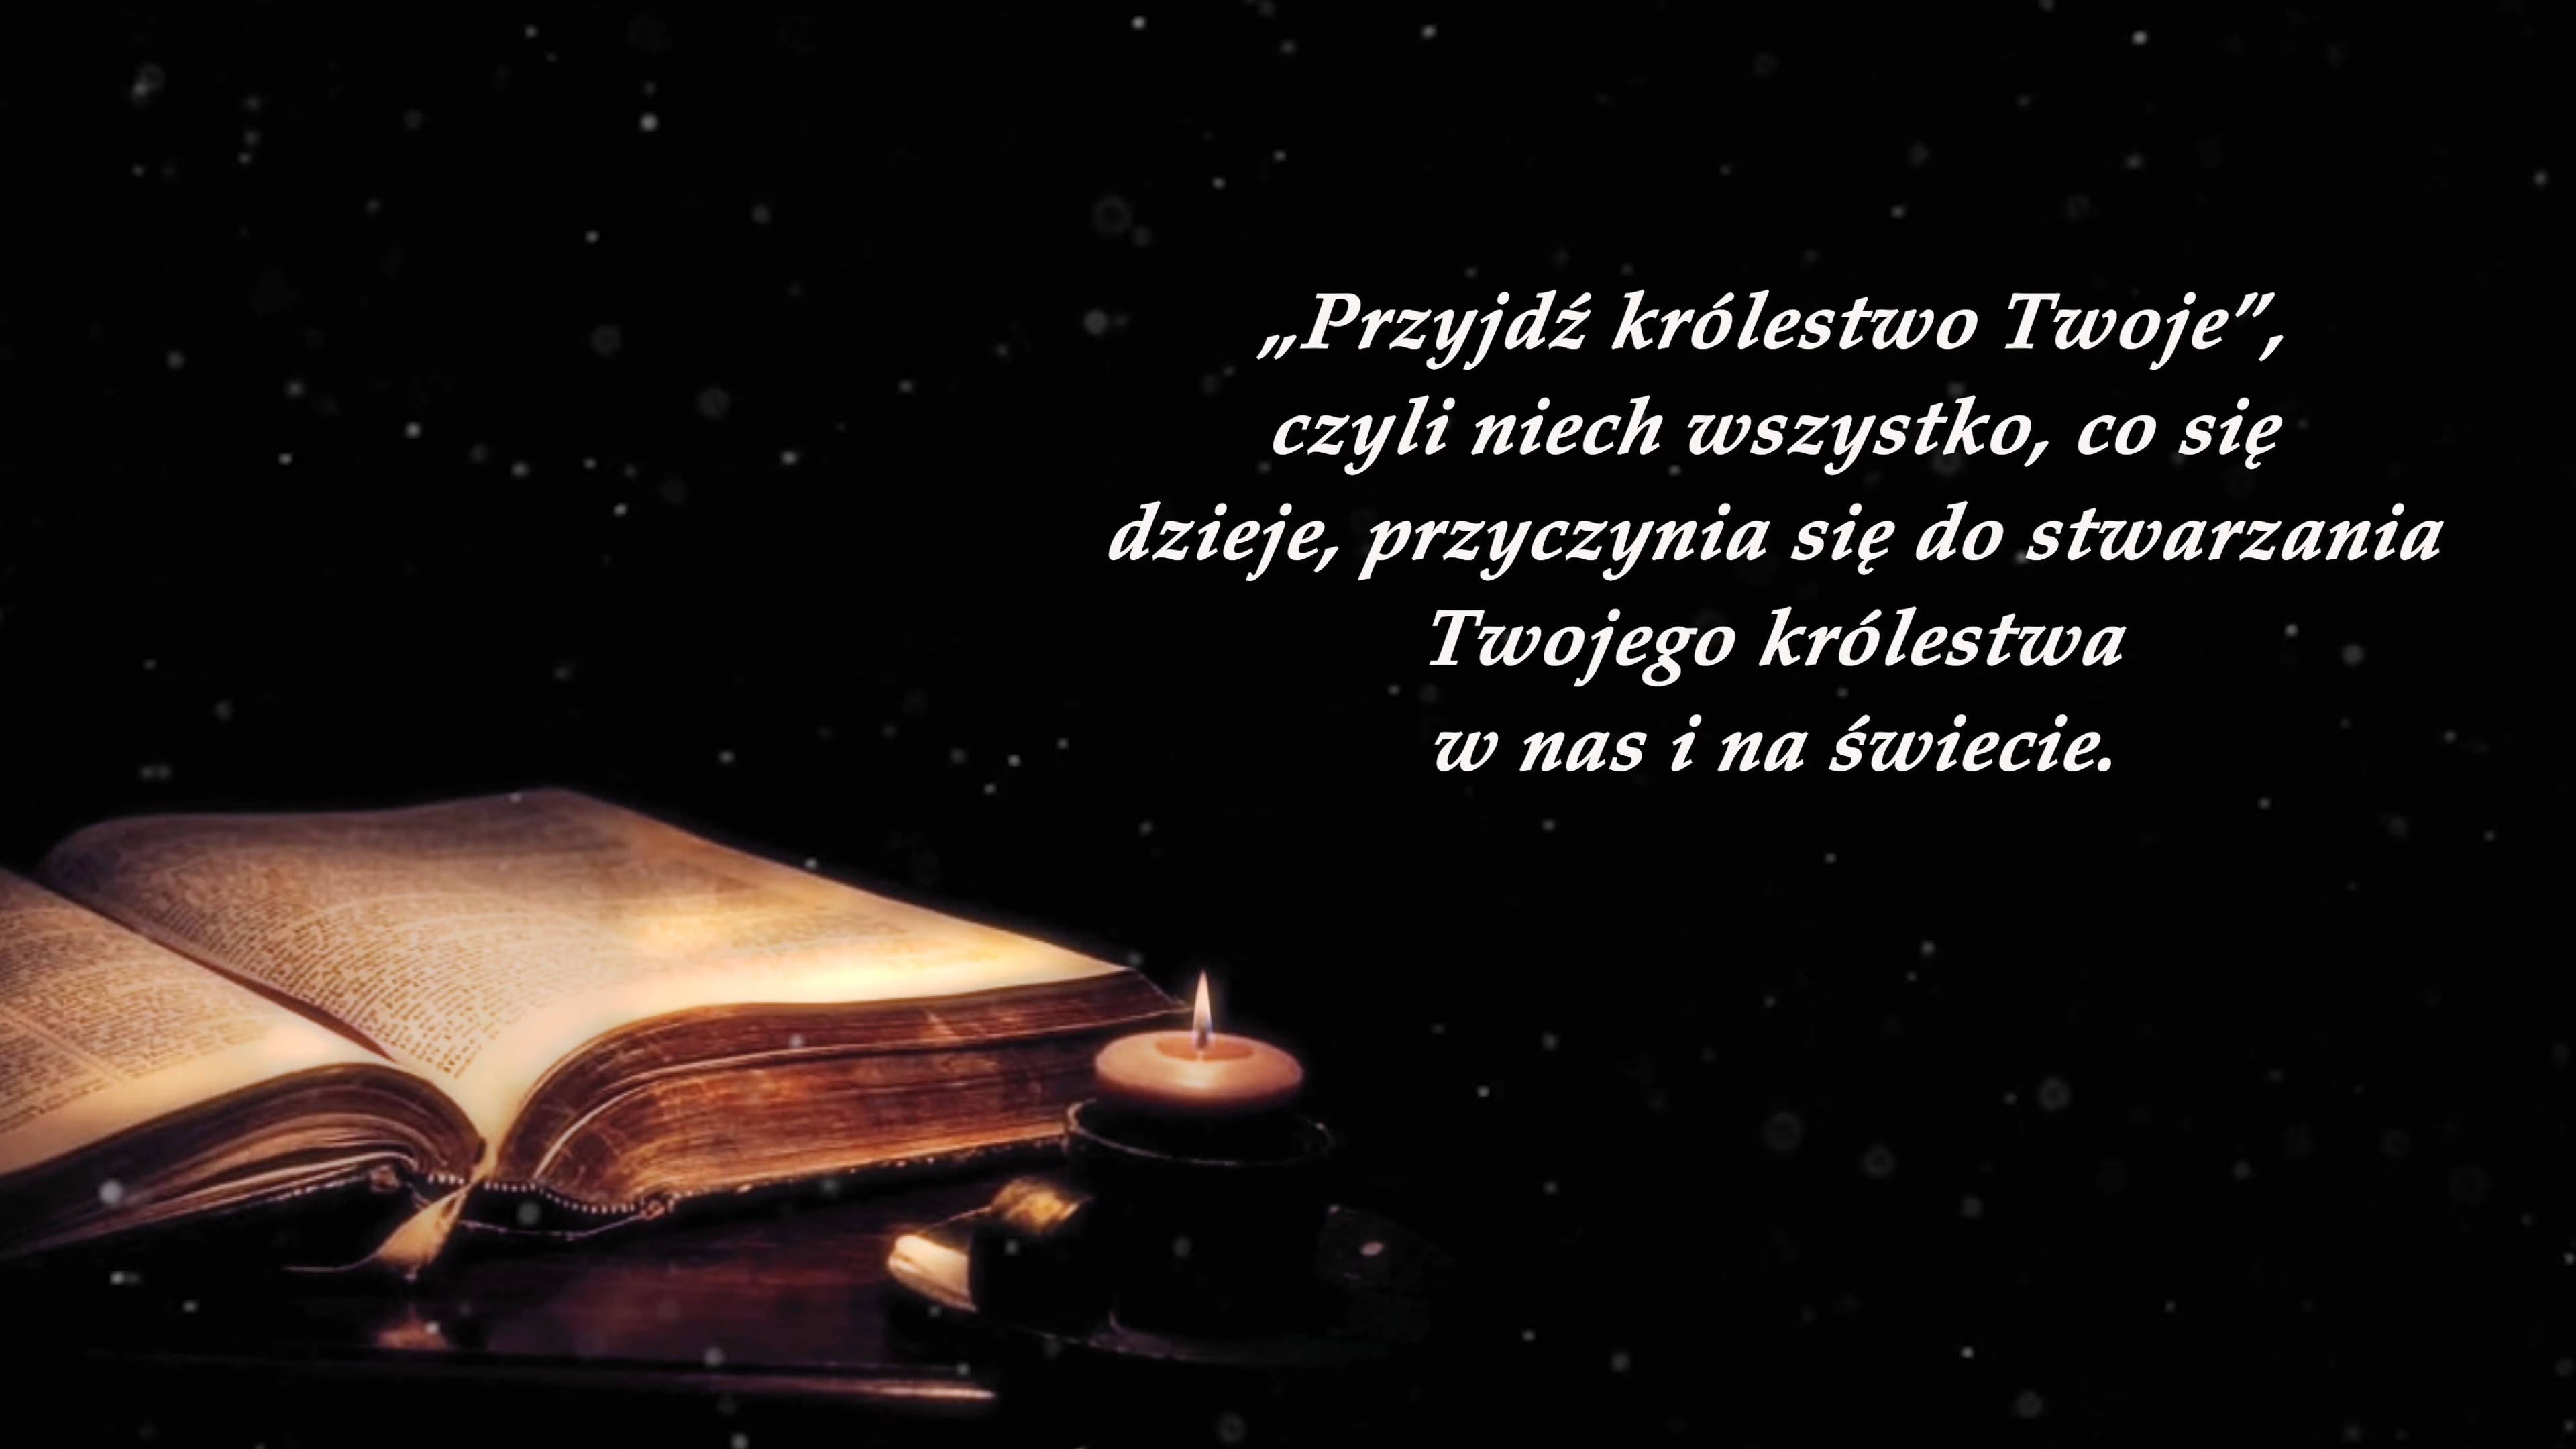 „Przyjdź królestwo Twoje”,
czyli niech wszystko, co się
dzieje, przyczynia się do stwarzania
Twojego królestwa
w nas i na świecie.